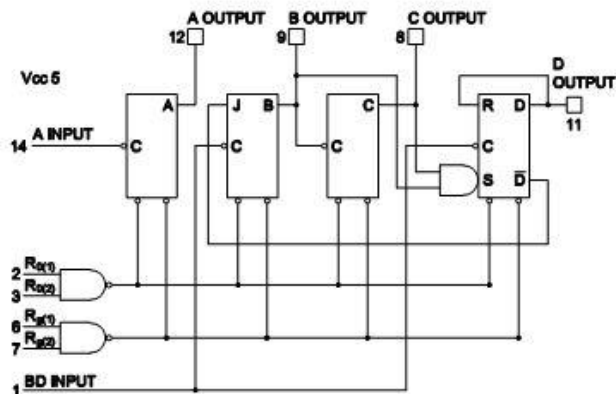 A OUTPUT B OUTPUT C OUTPUT
12 9 8
D
OUTPUT
11
Vcc 5
A J B C R D
A INPUT
14 C C C C
S D̅
2 R0(1)
3 R0(2)
6 R9(1)
7 R9(2)
1 BD INPUT